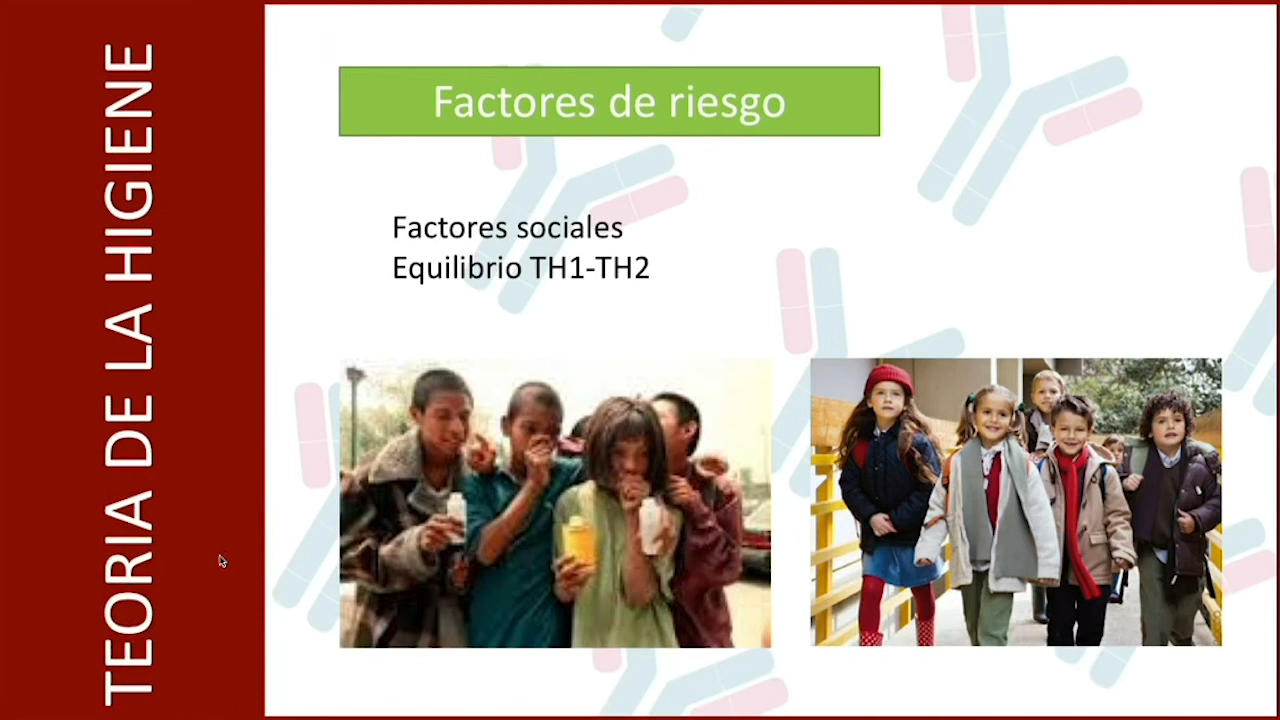 TEORIA DE LA HIGIENE
Factores de riesgo
Factores sociales
Equilibrio TH1-TH2